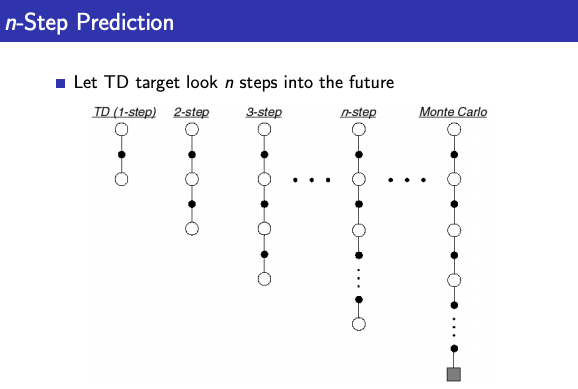 n-Step Prediction
Let TD target look n steps into the future
TD (1-step) 2-step 3-step n-step Monte Carlo